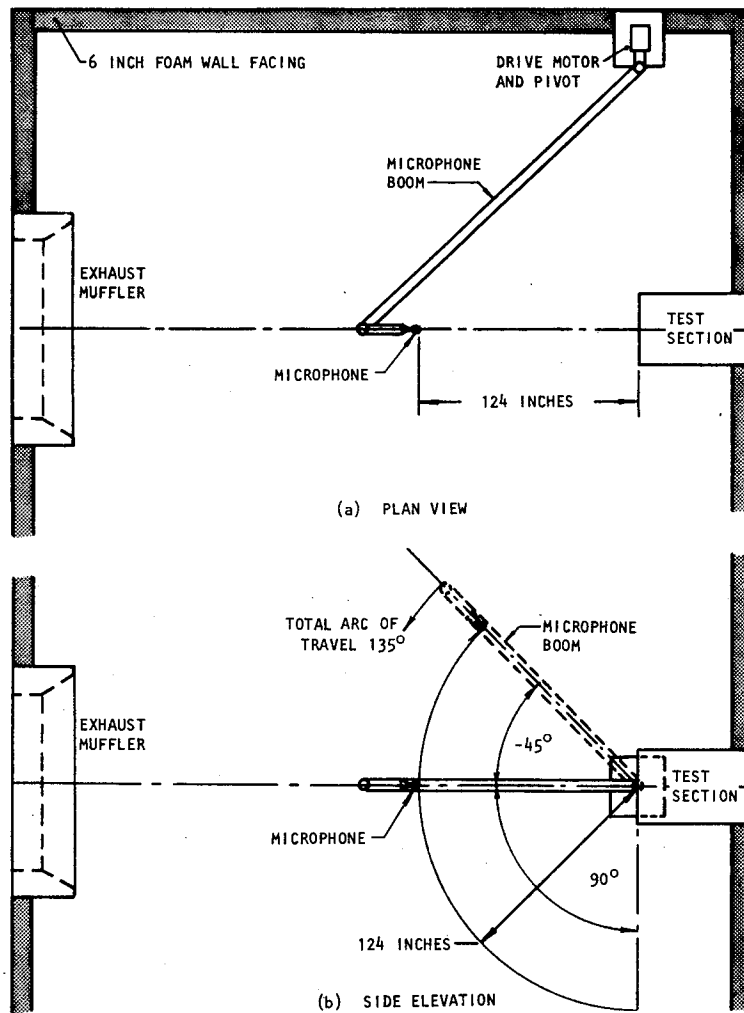 6 INCH FOAM WALL FACING
DRIVE MOTOR
AND PIVOT
MICROPHONE
BOOM
EXHAUST
MUFFLER
TEST
SECTION
MICROPHONE
124 INCHES
(a) PLAN VIEW
TOTAL ARC OF
TRAVEL 135°
MICROPHONE
BOOM
EXHAUST
MUFFLER
-45°
TEST
SECTION
MICROPHONE
90°
124 INCHES
(b) SIDE ELEVATION